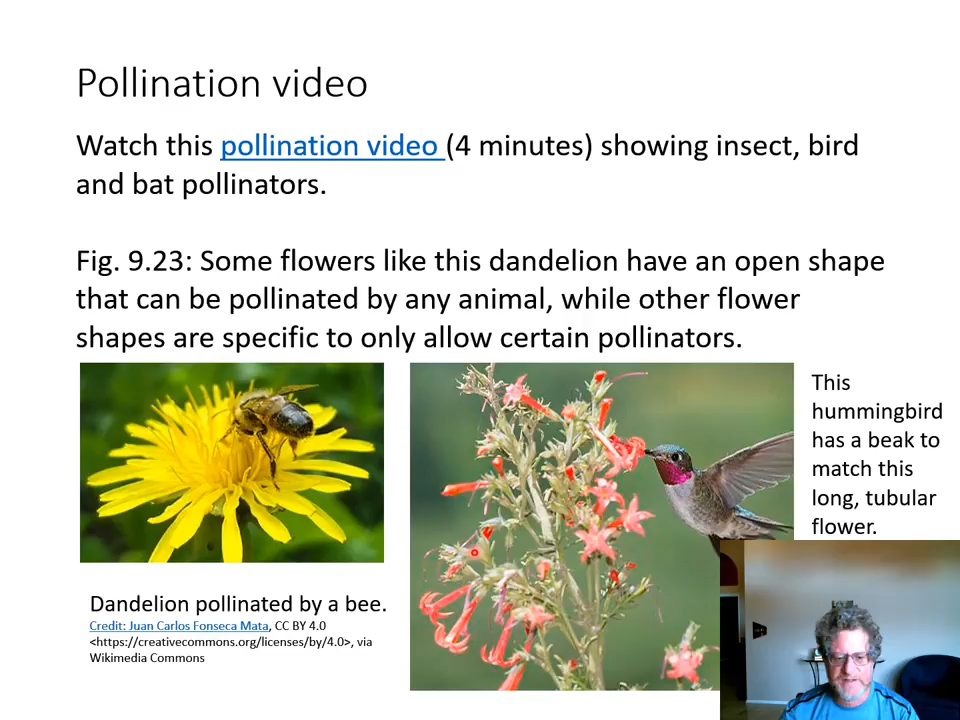 Pollination video
Watch this pollination video (4 minutes) showing insect, bird
and bat pollinators.
Fig. 9.23: Some flowers like this dandelion have an open shape
that can be pollinated by any animal, while other flower
shapes are specific to only allow certain pollinators.
This
hummingbird
has a beak to
match this
long, tubular
flower.
Dandelion pollinated by a bee.
Credit: Juan Carlos Fonseca Mata, CC BY 4.0
<https://creativecommons.org/licenses/by/4.0>, via
Wikimedia Commons